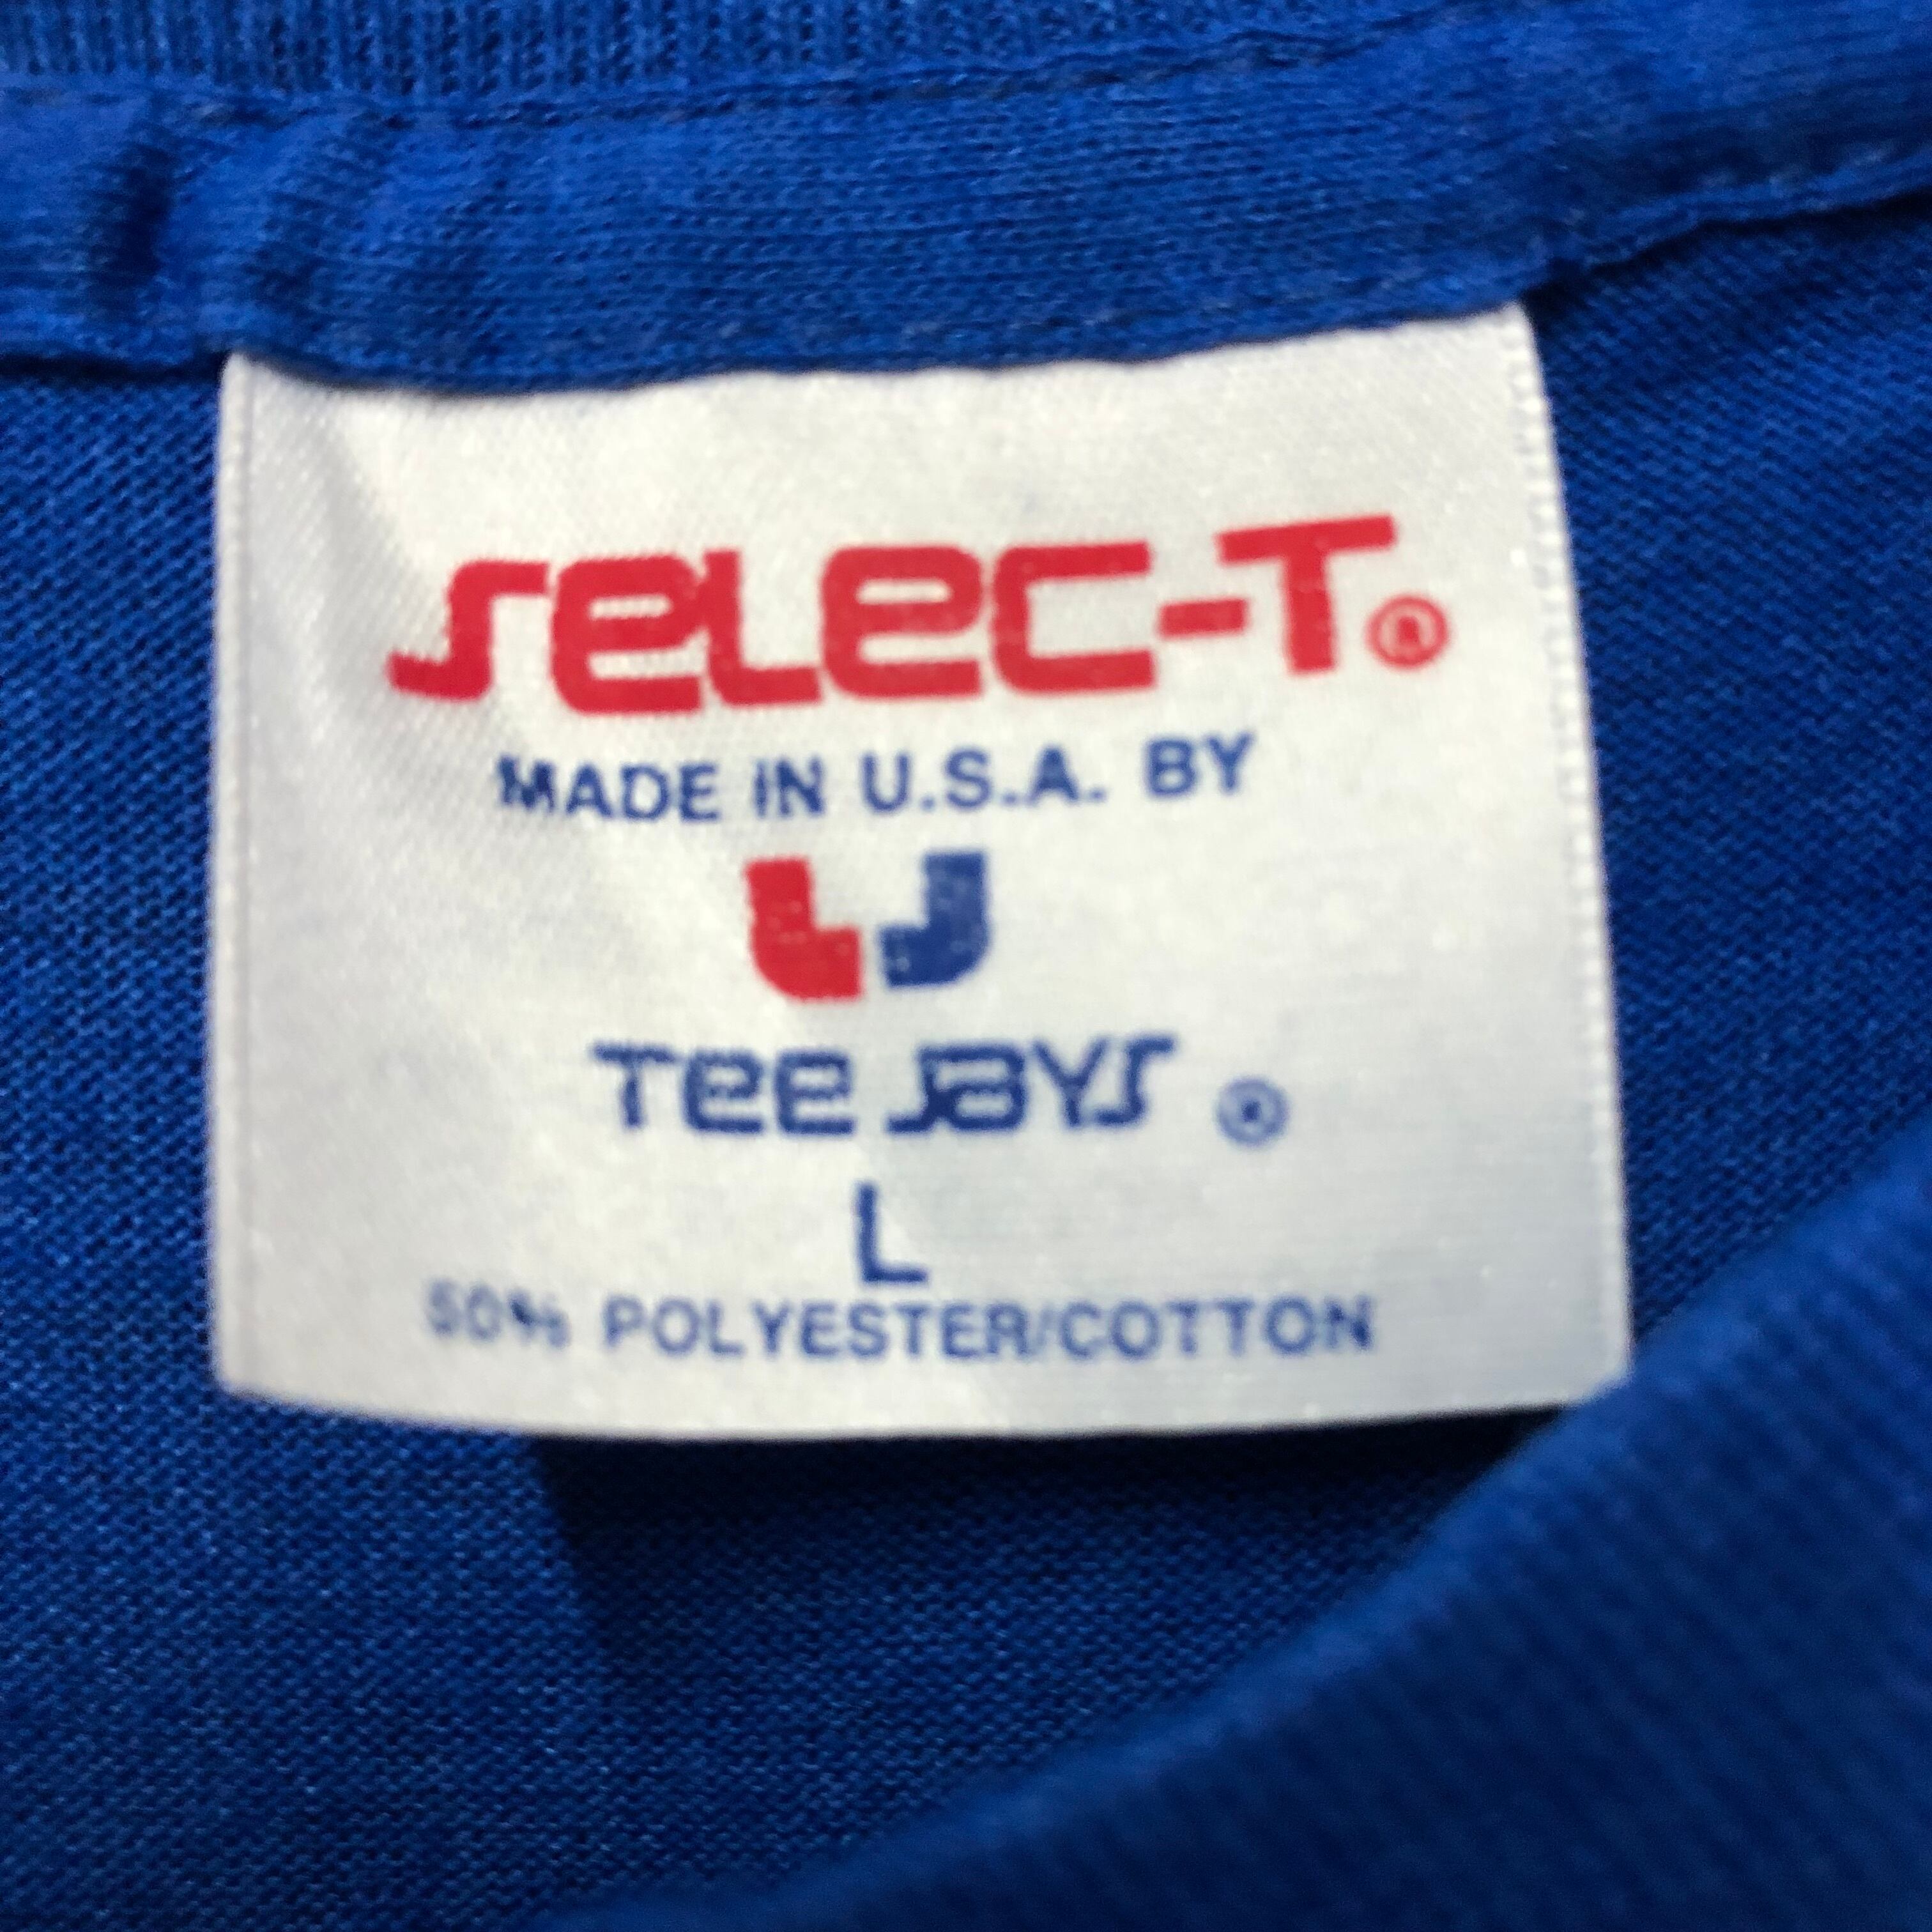 SELEC-T®
MADE IN U.S.A. BY
TEE JAYS ®
L
50% POLYESTER/COTTON